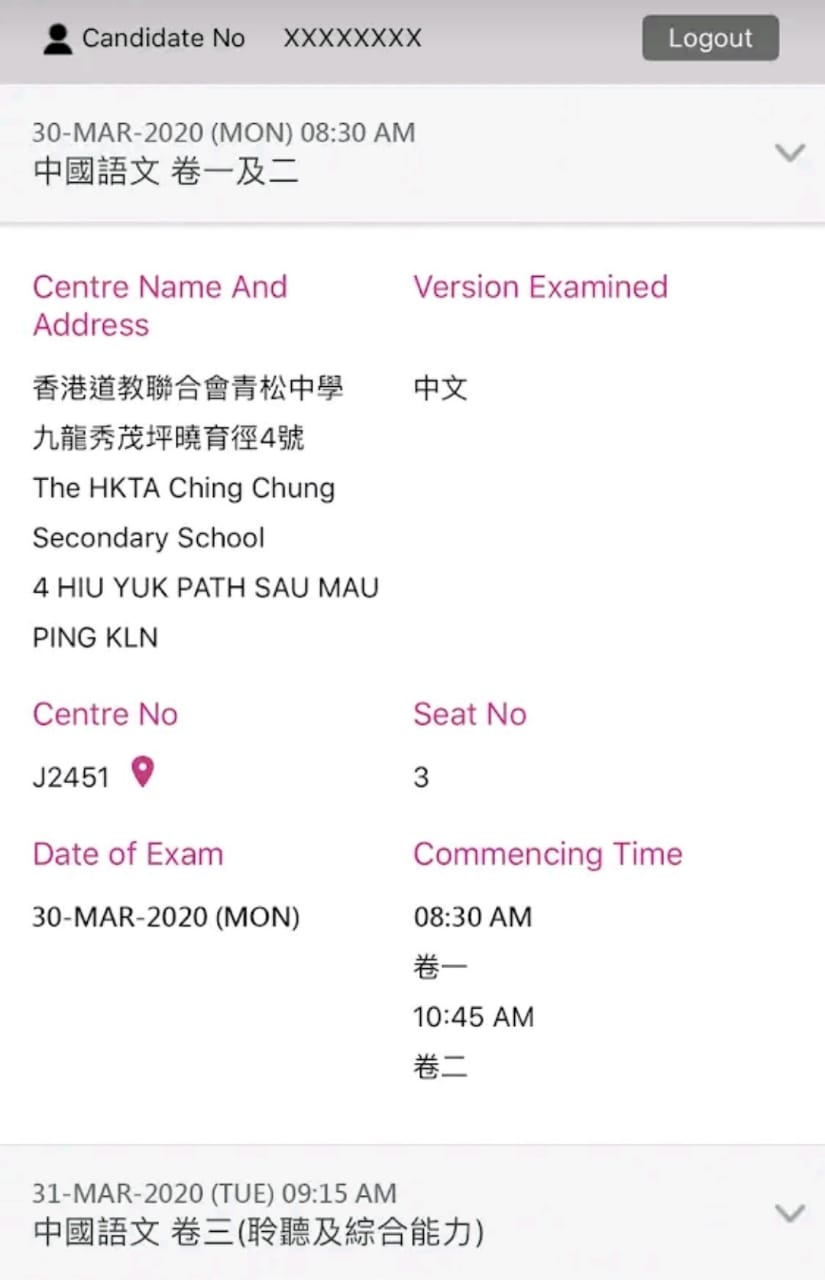 Candidate No XXXXXXXX Logout
30-MAR-2020 (MON) 08:30 AM
中國語文 卷一及二
Centre Name And
Address
Version Examined
香港道教聯合會青松中學
九龍秀茂坪曉育徑4號
The HKTA Ching Chung
Secondary School
4 HIU YUK PATH SAU MAU
PING KLN
中文
Centre No
J2451
Seat No
3
Date of Exam
30-MAR-2020 (MON)
Commencing Time
08:30 AM
卷一
10:45 AM
卷二
31-MAR-2020 (TUE) 09:15 AM
中國語文 卷三(聆聽及綜合能力)